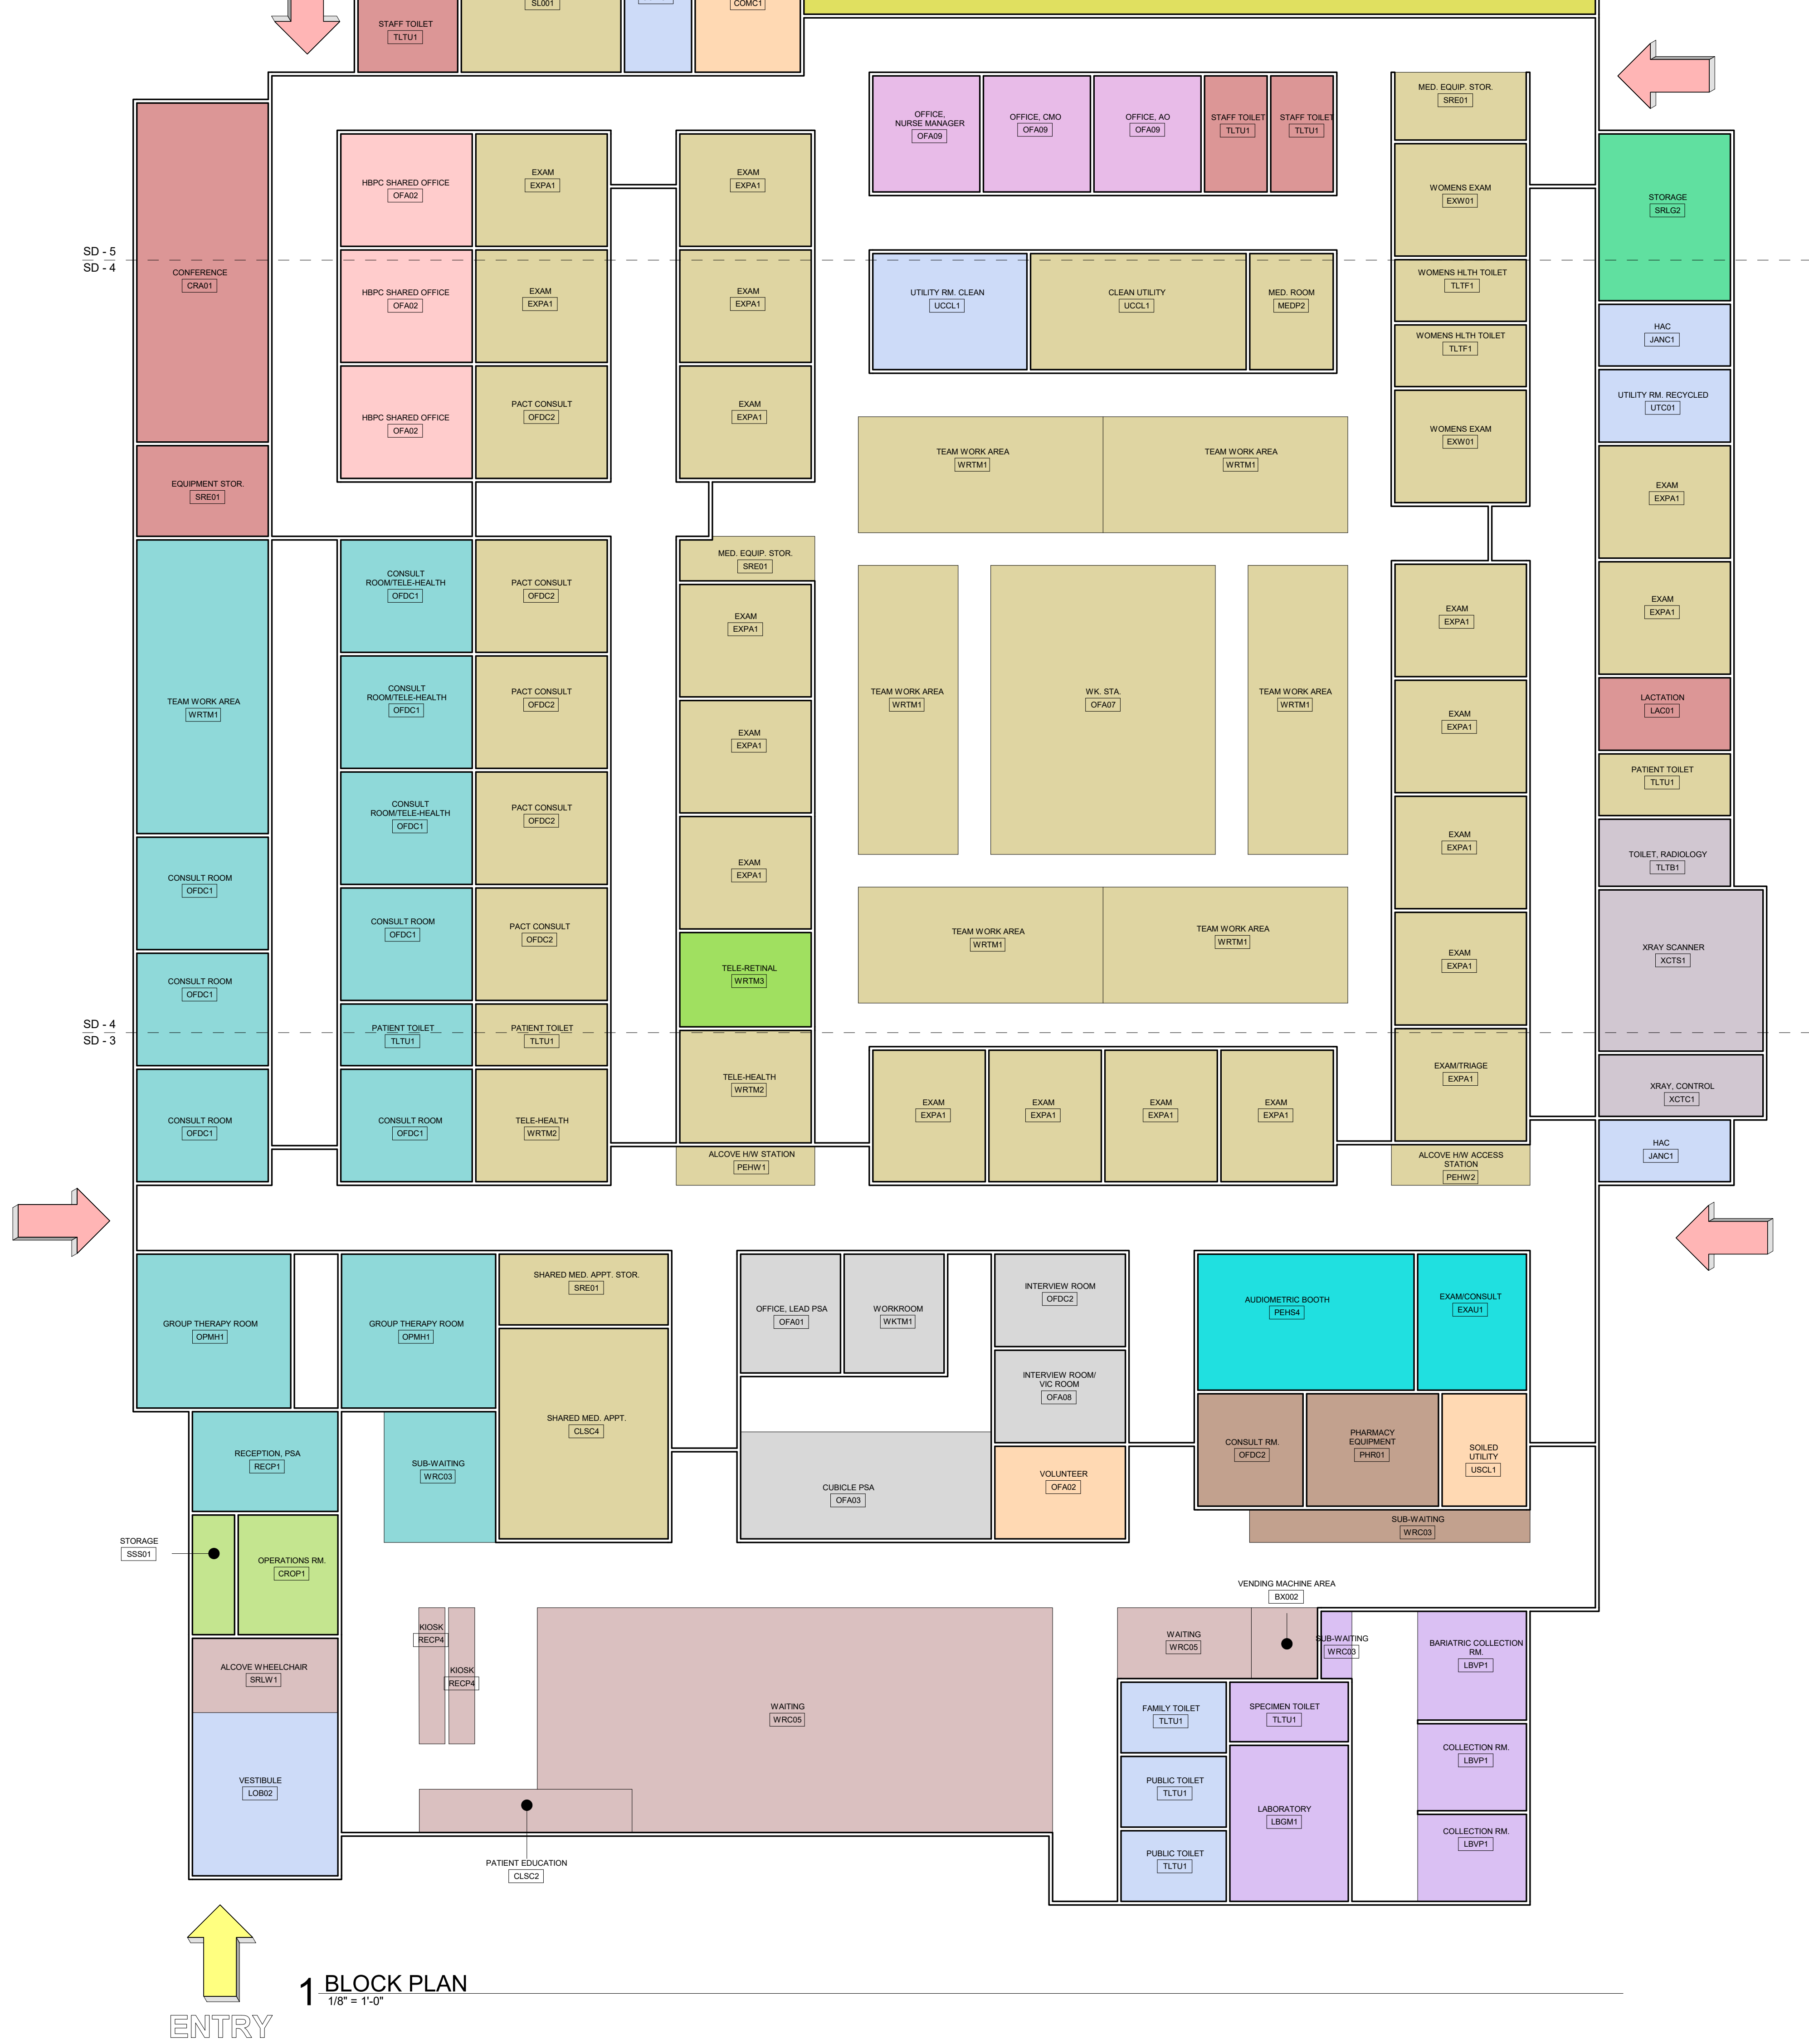 SL001
COMC1
STAFF TOILET
TLTU1
OFFICE,
NURSE MANAGER
OFA09
OFFICE, CMO
OFA09
OFFICE, AO
OFA09
STAFF TOILET
TLTU1
STAFF TOILET
TLTU1
MED. EQUIP. STOR.
SRE01
HBPC SHARED OFFICE
OFA02
EXAM
EXPA1
EXAM
EXPA1
WOMENS EXAM
EXW01
STORAGE
SRLG2
SD - 5
SD - 4
CONFERENCE
CRA01
HBPC SHARED OFFICE
OFA02
EXAM
EXPA1
EXAM
EXPA1
UTILITY RM. CLEAN
UCCL1
CLEAN UTILITY
UCCL1
MED. ROOM
MEDP2
WOMENS HLTH TOILET
TLTF1
WOMENS HLTH TOILET
TLTF1
HAC
JANC1
HBPC SHARED OFFICE
OFA02
PACT CONSULT
OFDC2
EXAM
EXPA1
WOMENS EXAM
EXW01
UTILITY RM. RECYCLED
UTC01
EQUIPMENT STOR.
SRE01
TEAM WORK AREA
WRTM1
TEAM WORK AREA
WRTM1
EXAM
EXPA1
MED. EQUIP. STOR.
SRE01
CONSULT
ROOM/TELE-HEALTH
OFDC1
PACT CONSULT
OFDC2
EXAM
EXPA1
EXAM
EXPA1
EXAM
EXPA1
TEAM WORK AREA
WRTM1
CONSULT
ROOM/TELE-HEALTH
OFDC1
PACT CONSULT
OFDC2
EXAM
EXPA1
TEAM WORK AREA
WRTM1
WK. STA.
OFA07
TEAM WORK AREA
WRTM1
EXAM
EXPA1
LACTATION
LAC01
PATIENT TOILET
TLTU1
CONSULT
ROOM/TELE-HEALTH
OFDC1
PACT CONSULT
OFDC2
EXAM
EXPA1
EXAM
EXPA1
TOILET, RADIOLOGY
TLTB1
CONSULT ROOM
OFDC1
CONSULT ROOM
OFDC1
PACT CONSULT
OFDC2
TEAM WORK AREA
WRTM1
TEAM WORK AREA
WRTM1
EXAM
EXPA1
XRAY SCANNER
XCTS1
CONSULT ROOM
OFDC1
TELE-RETINAL
WRTM3
SD - 4
SD - 3
PATIENT TOILET
TLTU1
PATIENT TOILET
TLTU1
EXAM/TRIAGE
EXPA1
XRAY, CONTROL
XCTC1
CONSULT ROOM
OFDC1
CONSULT ROOM
OFDC1
TELE-HEALTH
WRTM2
TELE-HEALTH
WRTM2
EXAM
EXPA1
EXAM
EXPA1
EXAM
EXPA1
EXAM
EXPA1
HAC
JANC1
ALCOVE H/W STATION
PEHW1
ALCOVE H/W ACCESS
STATION
PEHW2
GROUP THERAPY ROOM
OPMH1
GROUP THERAPY ROOM
OPMH1
SHARED MED. APPT. STOR.
SRE01
OFFICE, LEAD PSA
OFA01
WORKROOM
WKTM1
INTERVIEW ROOM
OFDC2
AUDIOMETRIC BOOTH
PEHS4
EXAM/CONSULT
EXAU1
INTERVIEW ROOM/
VIC ROOM
OFA08
SHARED MED. APPT.
CLSC4
RECEPTION, PSA
RECP1
SUB-WAITING
WRC03
CUBICLE PSA
OFA03
VOLUNTEER
OFA02
CONSULT RM.
OFDC2
PHARMACY
EQUIPMENT
PHR01
SOILED
UTILITY
USCL1
SUB-WAITING
WRC03
STORAGE
SSS01
OPERATIONS RM.
CROP1
VENDING MACHINE AREA
BX002
KIOSK
RECP4
KIOSK
RECP4
WAITING
WRC05
SUB-WAITING
WRC03
BARIATRIC COLLECTION
RM.
LBVP1
ALCOVE WHEELCHAIR
SRLW1
WAITING
WRC05
FAMILY TOILET
TLTU1
SPECIMEN TOILET
TLTU1
COLLECTION RM.
LBVP1
VESTIBULE
LOB02
PUBLIC TOILET
TLTU1
LABORATORY
LBGM1
COLLECTION RM.
LBVP1
PATIENT EDUCATION
CLSC2
PUBLIC TOILET
TLTU1
1 BLOCK PLAN
1/8" = 1'-0"
ENTRY